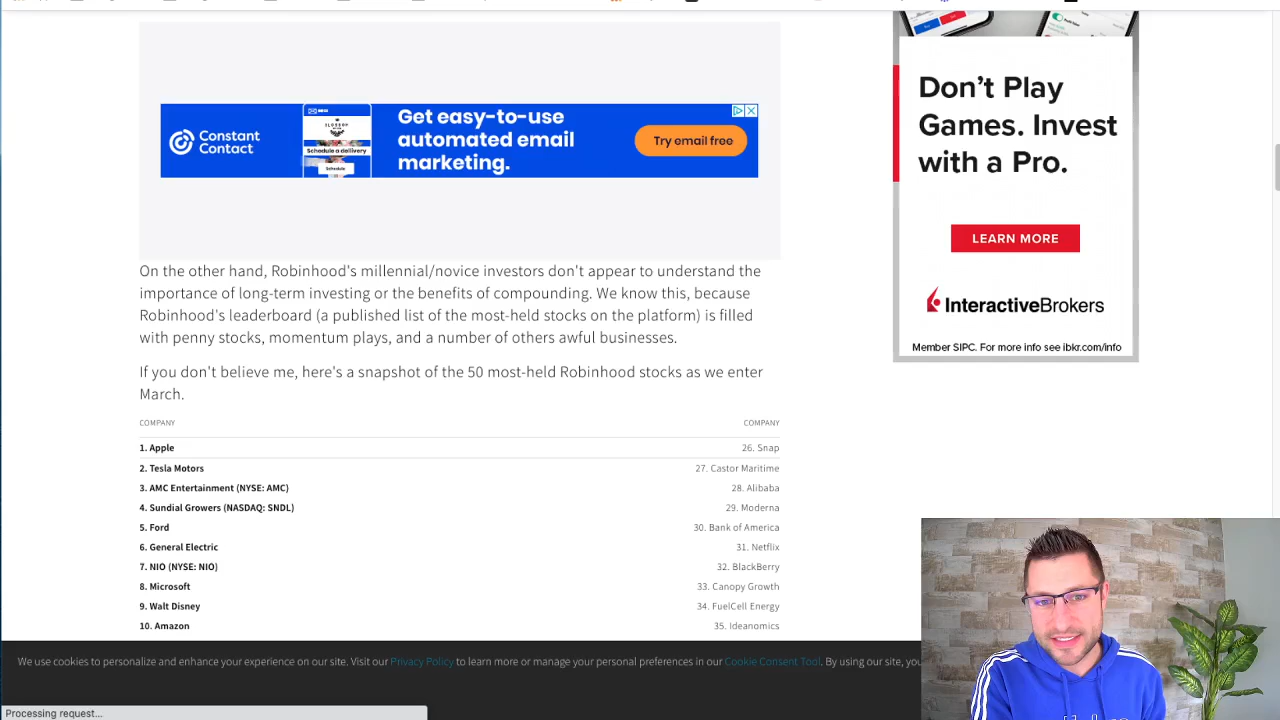 Constant
Contact
Schedule a delivery
Schedule
Get easy-to-use
automated email
marketing.
Try email free
Don't Play
Games. Invest
with a Pro.
LEARN MORE
InteractiveBrokers
Member SIPC. For more info see ibkr.com/info
On the other hand, Robinhood's millennial/novice investors don't appear to understand the
importance of long-term investing or the benefits of compounding. We know this, because
Robinhood's leaderboard (a published list of the most-held stocks on the platform) is filled
with penny stocks, momentum plays, and a number of others awful businesses.
If you don't believe me, here's a snapshot of the 50 most-held Robinhood stocks as we enter
March.
COMPANY COMPANY
1. Apple 26. Snap
2. Tesla Motors 27. Castor Maritime
3. AMC Entertainment (NYSE: AMC) 28. Alibaba
4. Sundial Growers (NASDAQ: SNDL) 29. Moderna
5. Ford 30. Bank of America
6. General Electric 31. Netflix
7. NIO (NYSE: NIO) 32. BlackBerry
8. Microsoft 33. Canopy Growth
9. Walt Disney 34. FuelCell Energy
10. Amazon 35. Ideanomics
We use cookies to personalize and enhance your experience on our site. Visit our Privacy Policy to learn more or manage your personal preferences in our Cookie Consent Tool. By using our site, you
Processing request...